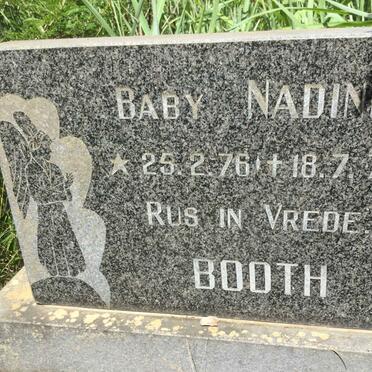 BABY NADIN
* 25.2.76 † 18.7.
RUS IN VREDE.
BOOTH